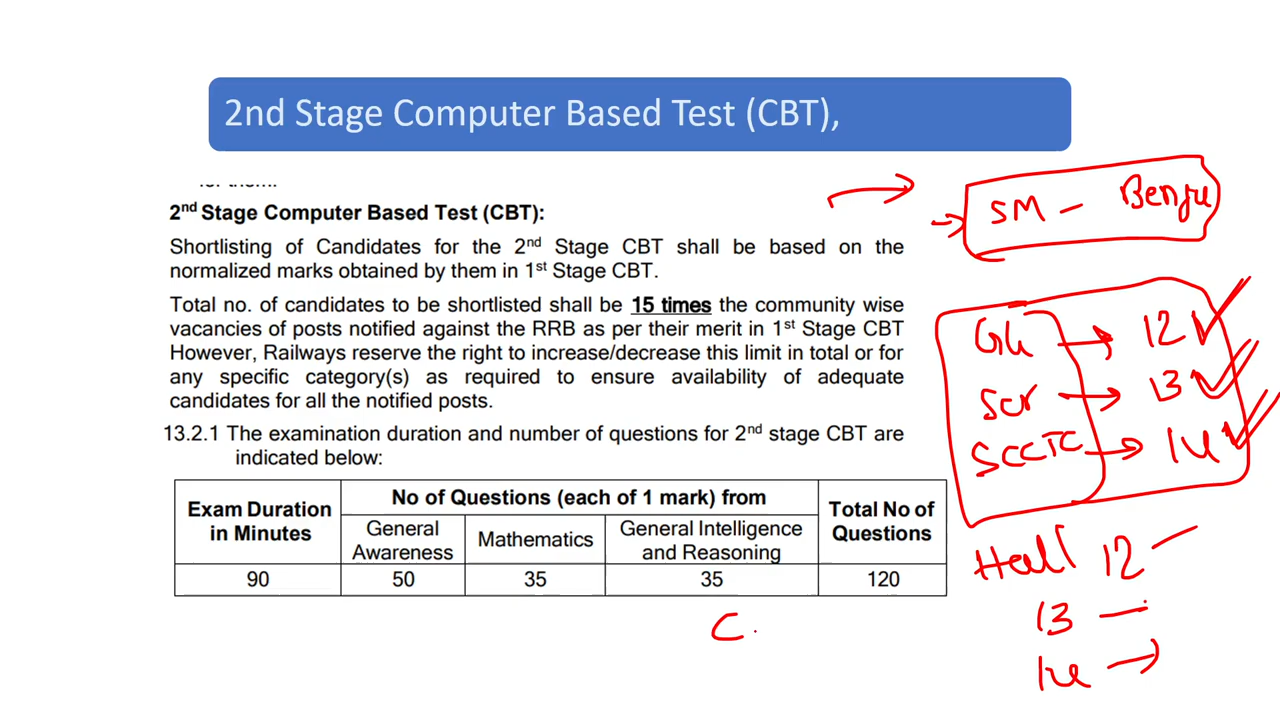 2nd Stage Computer Based Test (CBT),
for them.
2nd Stage Computer Based Test (CBT):
Shortlisting of Candidates for the 2nd Stage CBT shall be based on the
normalized marks obtained by them in 1st Stage CBT.
Total no. of candidates to be shortlisted shall be 15 times the community wise
vacancies of posts notified against the RRB as per their merit in 1st Stage CBT
However, Railways reserve the right to increase/decrease this limit in total or for
any specific category(s) as required to ensure availability of adequate
candidates for all the notified posts.
13.2.1 The examination duration and number of questions for 2nd stage CBT are
indicated below:
Exam Duration in Minutes
No of Questions (each of 1 mark) from
Total No of Questions
General Awareness
Mathematics
General Intelligence and Reasoning
90 50 35 35 120
SM -
12
13
SCCTC 14
12
13
14
C.